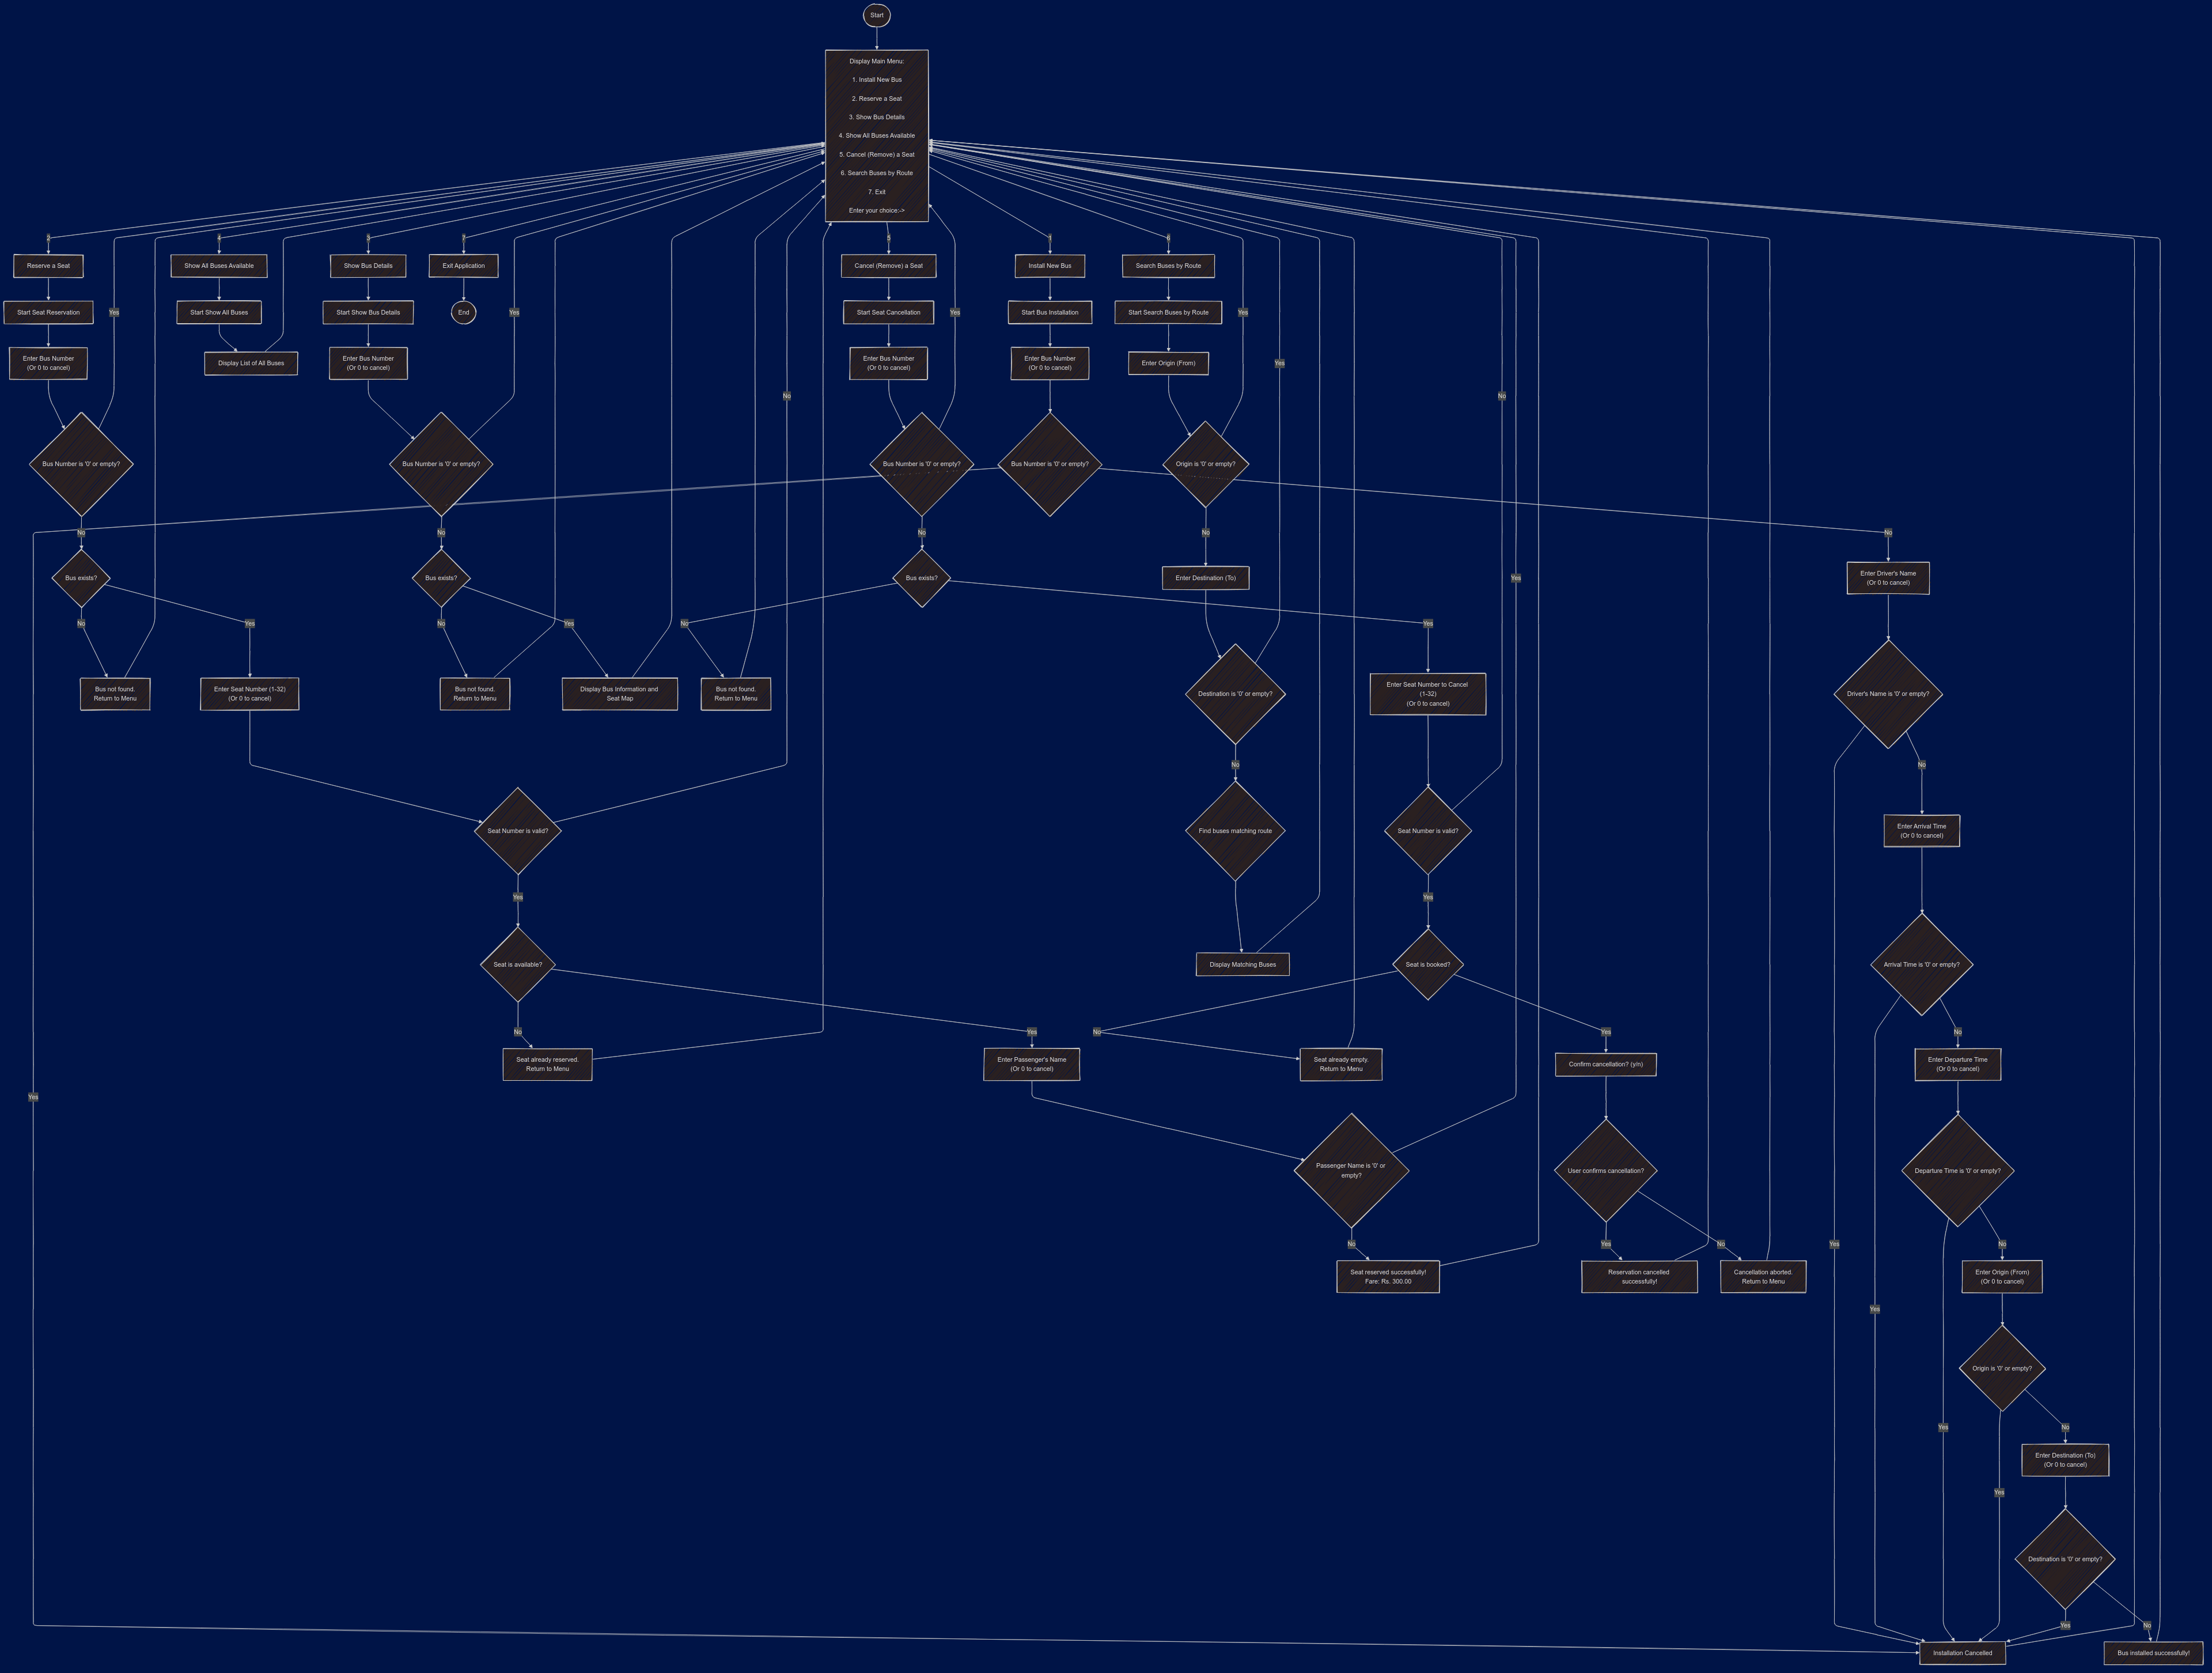 Start
Display Main Menu:
1. Install New Bus
2. Reserve a Seat
3. Show Bus Details
4. Show All Buses Available
5. Cancel (Remove) a Seat
6. Search Buses by Route
7. Exit
Enter your choice:->
2
4
3
7
5
1
6
Reserve a Seat
Show All Buses Available
Show Bus Details
Exit Application
Cancel (Remove) a Seat
Install New Bus
Search Buses by Route
Start Seat Reservation
Yes
Start Show All Buses
Start Show Bus Details
End
Yes
Start Seat Cancellation
Yes
Start Bus Installation
Start Search Buses by Route
Yes
Enter Bus Number
(Or 0 to cancel)
Display List of All Buses
Enter Bus Number
(Or 0 to cancel)
Enter Bus Number
(Or 0 to cancel)
Enter Bus Number
(Or 0 to cancel)
Enter Origin (From)
Yes
No
No
Bus Number is '0' or empty?
Bus Number is '0' or empty?
Bus Number is '0' or empty?
Bus Number is '0' or empty?
Origin is '0' or empty?
No
No
No
No
No
Bus exists?
Bus exists?
Bus exists?
Enter Destination (To)
Yes
Enter Driver's Name
(Or 0 to cancel)
No
Yes
No
Yes
No
Yes
Bus not found.
Return to Menu
Enter Seat Number (1-32)
(Or 0 to cancel)
Bus not found.
Return to Menu
Display Bus Information and
Seat Map
Bus not found.
Return to Menu
Destination is '0' or empty?
Enter Seat Number to Cancel
(1-32)
(Or 0 to cancel)
Driver's Name is '0' or empty?
No
No
Seat Number is valid?
Find buses matching route
Seat Number is valid?
Enter Arrival Time
(Or 0 to cancel)
Yes
Yes
Seat is available?
Display Matching Buses
Seat is booked?
Arrival Time is '0' or empty?
No
Yes
No
Yes
No
Seat already reserved.
Return to Menu
Enter Passenger's Name
(Or 0 to cancel)
Seat already empty.
Return to Menu
Confirm cancellation? (y/n)
Enter Departure Time
(Or 0 to cancel)
Yes
Passenger Name is '0' or
empty?
User confirms cancellation?
Departure Time is '0' or empty?
No
Yes
No
Yes
No
Seat reserved successfully!
Fare: Rs. 300.00
Reservation cancelled
successfully!
Cancellation aborted.
Return to Menu
Enter Origin (From)
(Or 0 to cancel)
Yes
Origin is '0' or empty?
Yes
No
Enter Destination (To)
(Or 0 to cancel)
Yes
Destination is '0' or empty?
Yes
No
Installation Cancelled
Bus installed successfully!